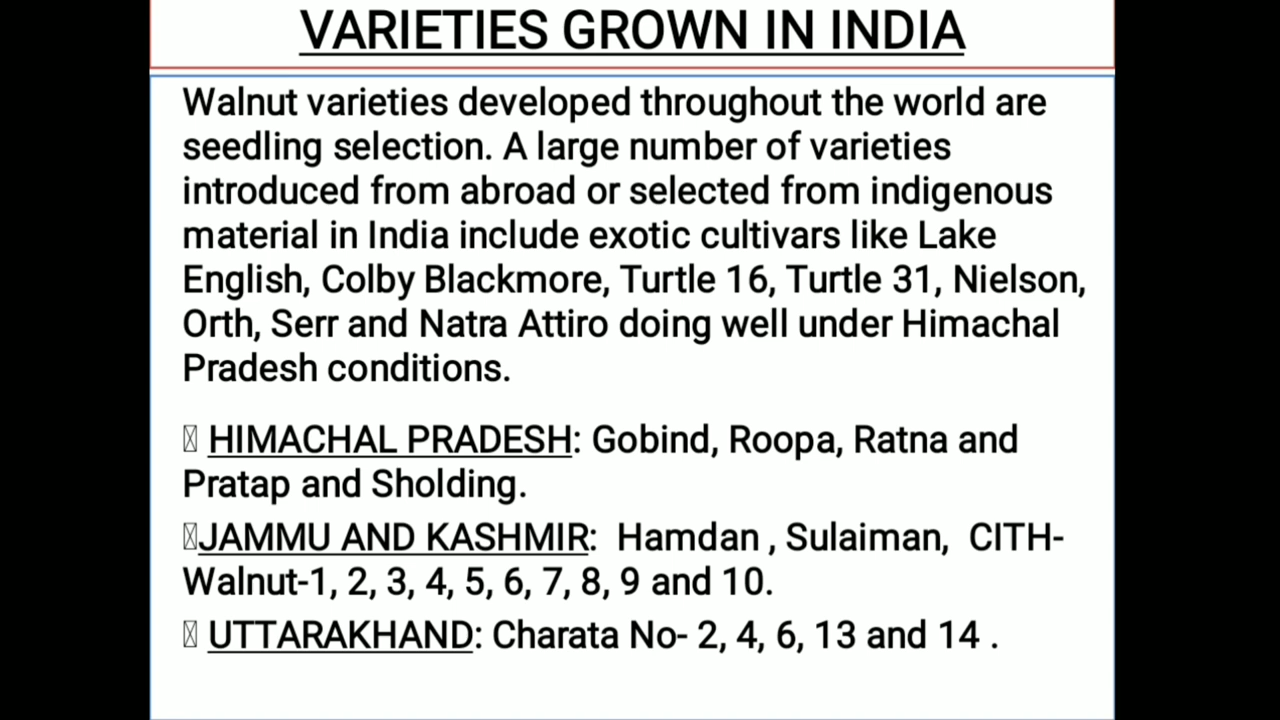 VARIETIES GROWN IN INDIA
Walnut varieties developed throughout the world are
seedling selection. A large number of varieties
introduced from abroad or selected from indigenous
material in India include exotic cultivars like Lake
English, Colby Blackmore, Turtle 16, Turtle 31, Nielson,
Orth, Serr and Natra Attiro doing well under Himachal
Pradesh conditions.
HIMACHAL PRADESH: Gobind, Roopa, Ratna and
Pratap and Sholding.
JAMMU AND KASHMIR:  Hamdan , Sulaiman,  CITH-
Walnut-1, 2, 3, 4, 5, 6, 7, 8, 9 and 10.
UTTARAKHAND: Charata No- 2, 4, 6, 13 and 14 .